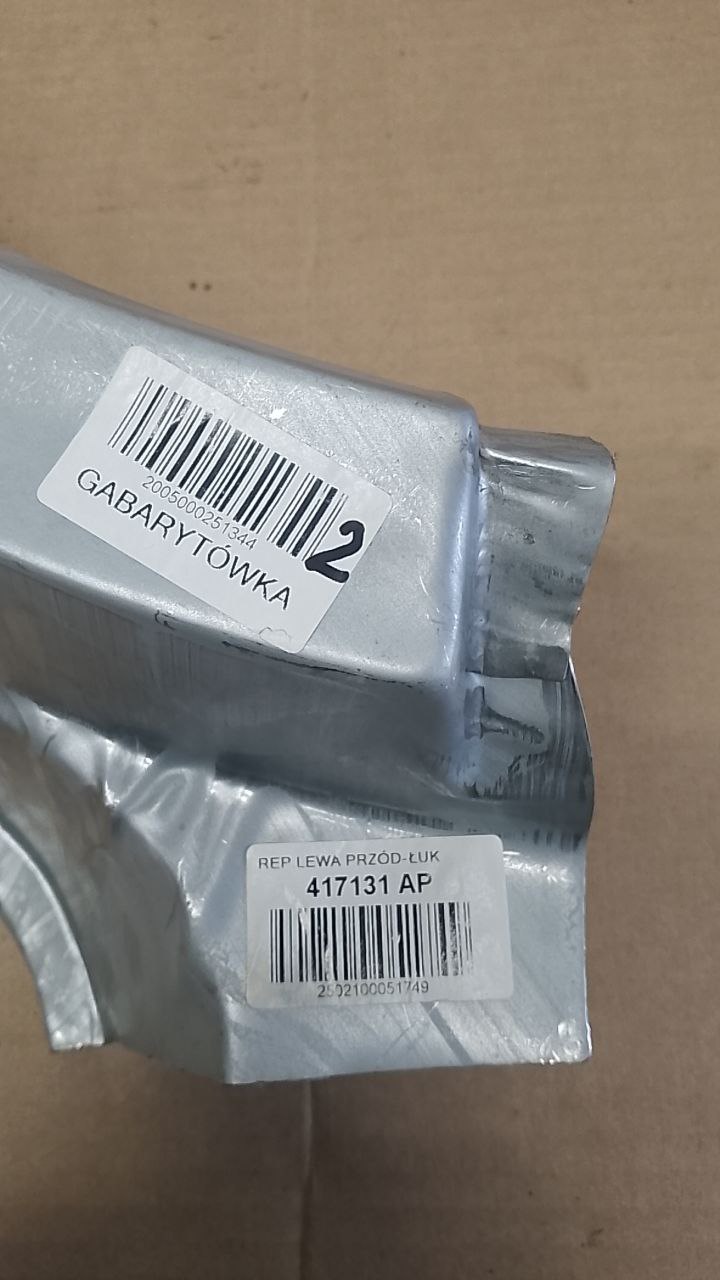 2005000251344
GABARYTÓWKA
2
REP LEWA PRZÓD-ŁUK
417131 AP
2502100051749